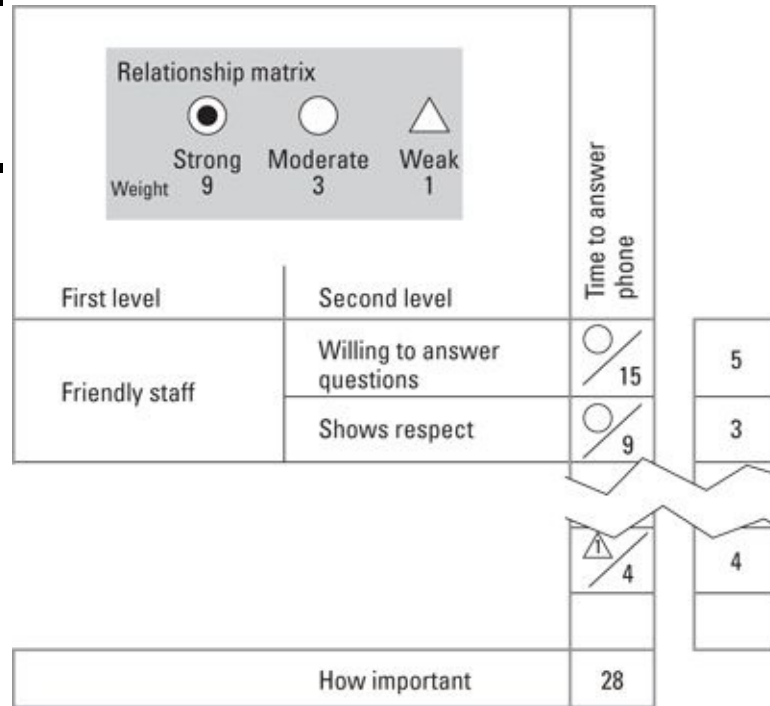 Relationship matrix
Strong Moderate Weak
Weight 9 3 1
Time to answer
phone
First level Second level
Friendly staff
Willing to answer
questions
15 5
Shows respect
9 3
1
4 4
How important 28